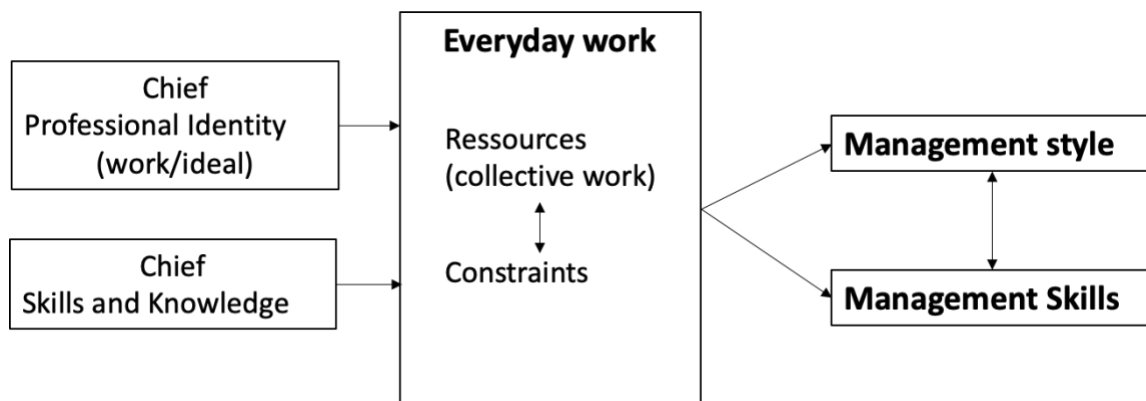 Chief
Professional Identity
(work/ideal)
Chief
Skills and Knowledge
Everyday work
Ressources
(collective work)
Constraints
Management style
Management Skills